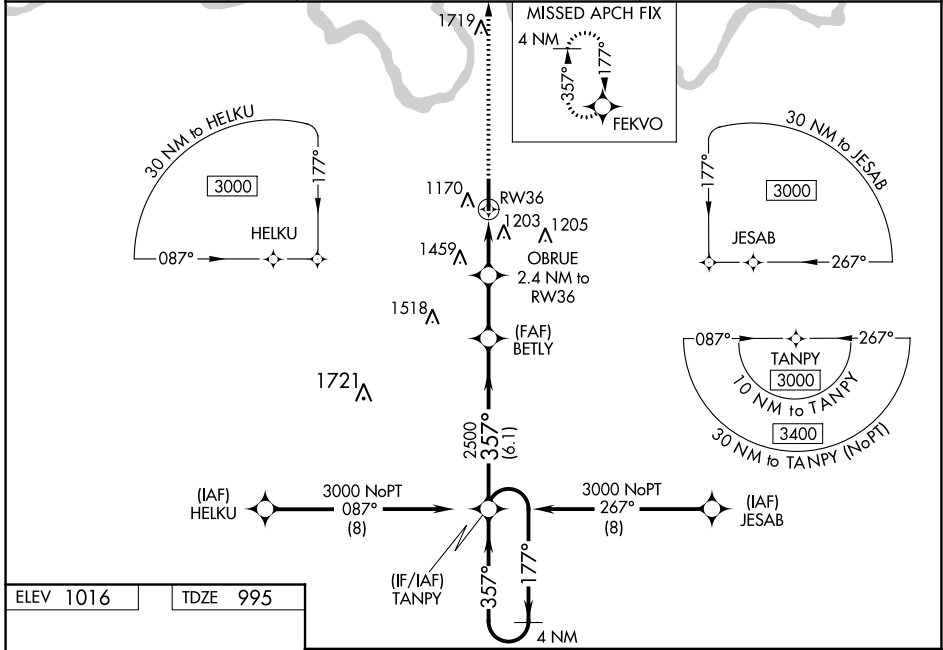 1719
MISSED APCH FIX
4 NM
357°
177°
FEKVO
30 NM to HELKU
3000
177°
HELKU
087°
30 NM to JESAB
177°
3000
JESAB
267°
1170
RW36
1203
1205
1459
OBRUE
2.4 NM to
RW36
1518
(FAF)
BETLY
1721
087°
267°
TANPY
3000
10 NM to TANPY
3400
30 NM to TANPY (NoPT)
2500
357°
(6.1)
(IAF)
HELKU
3000 NoPT
087°
(8)
3000 NoPT
267°
(8)
(IAF)
JESAB
(IF/IAF)
TANPY
357°
177°
4 NM
ELEV 1016
TDZE 995